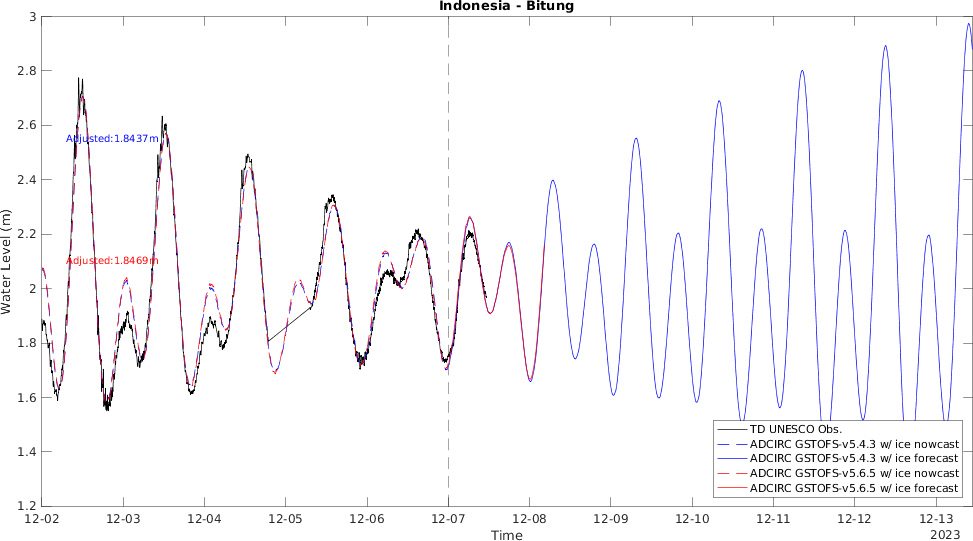 Indonesia - Bitung
Water Level (m)
3
2.8
2.6
2.4
2.2
2
1.8
1.6
1.4
1.2
Adjusted:1.8437m
Adjusted:1.8469m
TD UNESCO Obs.
ADCIRC GSTOFS-v5.4.3 w/ ice nowcast
ADCIRC GSTOFS-v5.4.3 w/ ice forecast
ADCIRC GSTOFS-v5.6.5 w/ ice nowcast
ADCIRC GSTOFS-v5.6.5 w/ ice forecast
12-02 12-03 12-04 12-05 12-06 12-07 12-08 12-09 12-10 12-11 12-12 12-13
Time
2023